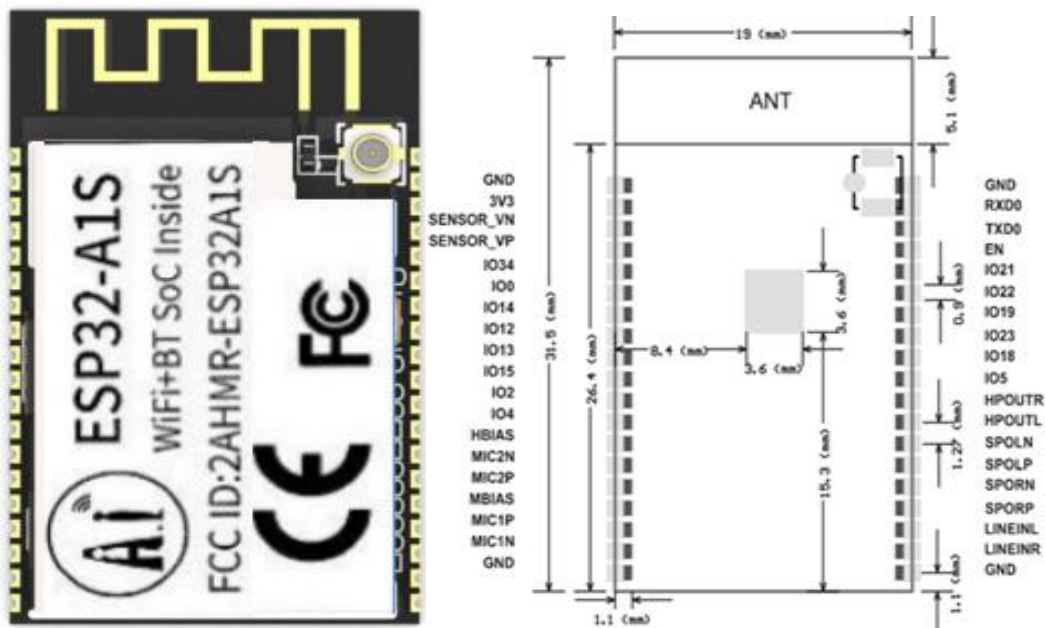 ESP32-A1S
WiFi+BT SoC Inside
FCC ID:2AHMR-ESP32A1S
A.i
FC
CE
19 (mm)
ANT
5.1 (mm)
31.5 (mm)
26.4 (mm)
8.4 (mm)
3.6 (mm)
3.6 (mm)
15.3 (mm)
0.9 (mm)
1.27 (mm)
1.1 (mm)
1.1 (mm)
GND
3V3
SENSOR_VN
SENSOR_VP
IO34
IO0
IO14
IO12
IO13
IO15
IO2
IO4
HBIAS
MIC2N
MIC2P
MBIAS
MIC1P
MIC1N
GND
GND
RXD0
TXD0
EN
IO21
IO22
IO19
IO23
IO18
IO5
HPOUTR
HPOUTL
SPOLN
SPOLP
SPORN
SPORP
LINEINL
LINEINR
GND